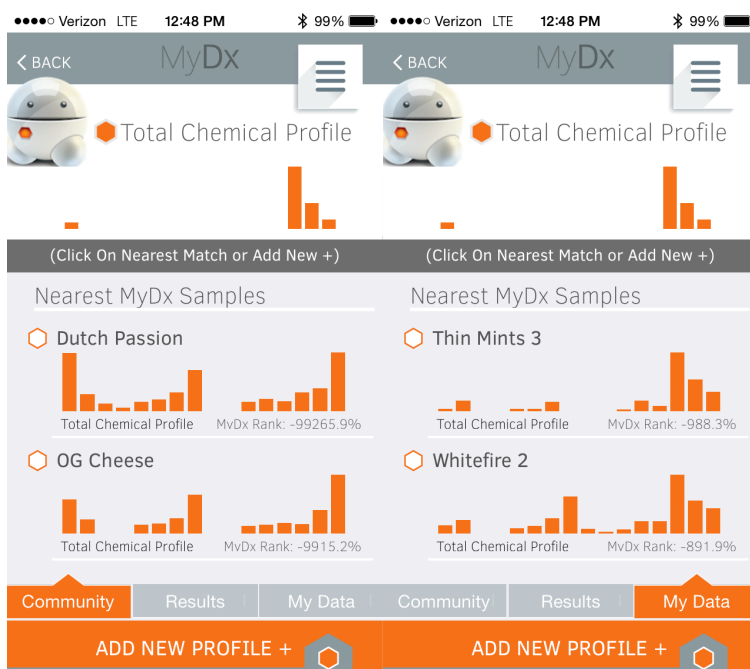 Verizon LTE 12:48 PM 99%
BACK MyDx
Total Chemical Profile
(Click On Nearest Match or Add New +)
Nearest MyDx Samples
Dutch Passion
Total Chemical Profile MyDx Rank: -99265.9%
OG Cheese
Total Chemical Profile MyDx Rank: -9915.2%
Community Results My Data
ADD NEW PROFILE +
Verizon LTE 12:48 PM 99%
BACK MyDx
Total Chemical Profile
(Click On Nearest Match or Add New +)
Nearest MyDx Samples
Thin Mints 3
Total Chemical Profile MyDx Rank: -988.3%
Whitefire 2
Total Chemical Profile MyDx Rank: -891.9%
Community Results My Data
ADD NEW PROFILE +